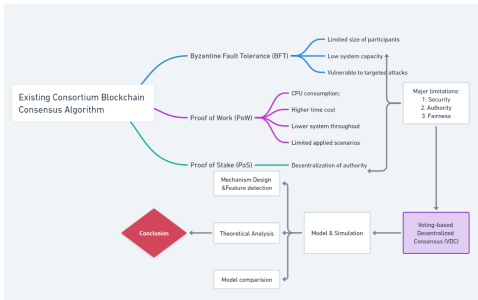 Existing Consortium Blockchain
Consensus Algorithm
Byzantine Fault Tolerance (BFT)
Limited size of participants
Low system capacity
Vulnerable to targeted attacks
Proof of Work (PoW)
CPU consumption;
Higher time cost
Lower system throughout
Limited applied scenarios
Proof of Stake (PoS)
Decentralization of authority
Major limitations:
1. Security
2. Authority
3. Fairness
Voting-based
Decentralized
Consensus (VDC)
Model & Simulation
Mechanism Design
&Feature detection
Theoretical Analysis
Model comparision
Conclusion